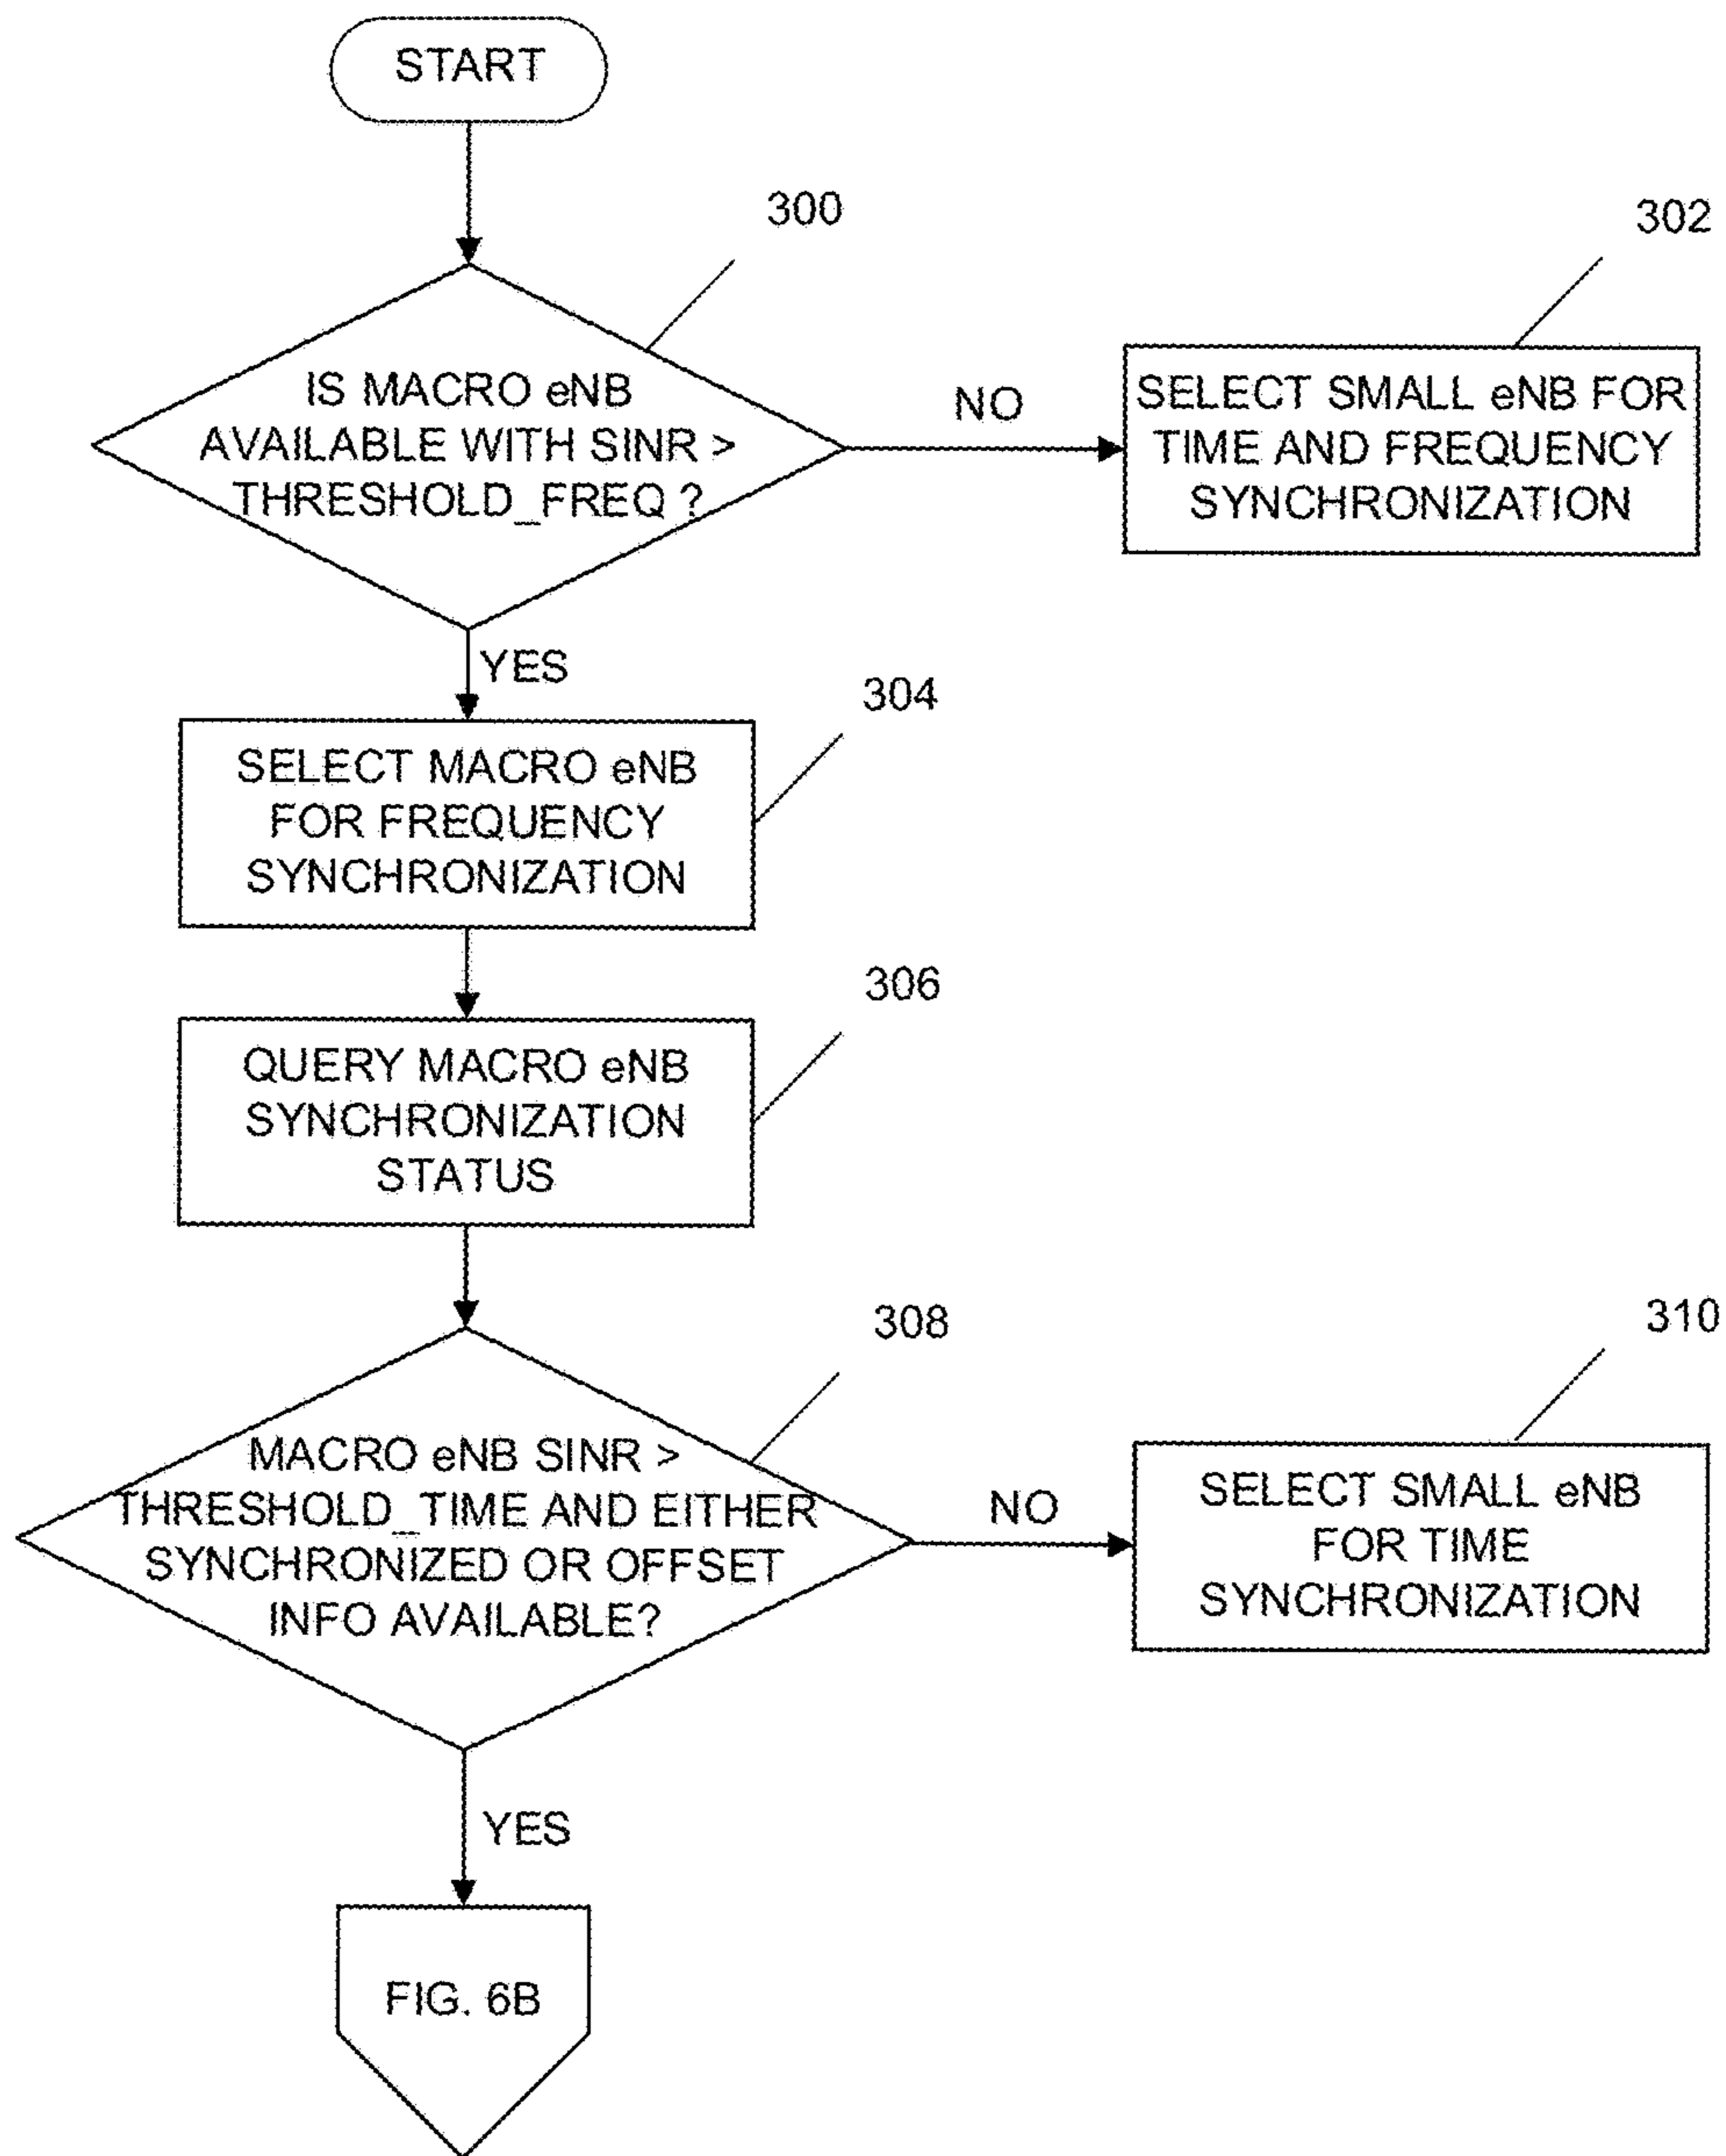 START
300
302
IS MACRO eNB
AVAILABLE WITH SINR >
THRESHOLD_FREQ ?
NO
SELECT SMALL eNB FOR
TIME AND FREQUENCY
SYNCHRONIZATION
YES
304
SELECT MACRO eNB
FOR FREQUENCY
SYNCHRONIZATION
306
QUERY MACRO eNB
SYNCHRONIZATION
STATUS
308
310
MACRO eNB SINR >
THRESHOLD_TIME AND EITHER
SYNCHRONIZED OR OFFSET
INFO AVAILABLE?
NO
SELECT SMALL eNB
FOR TIME
SYNCHRONIZATION
YES
FIG. 6B